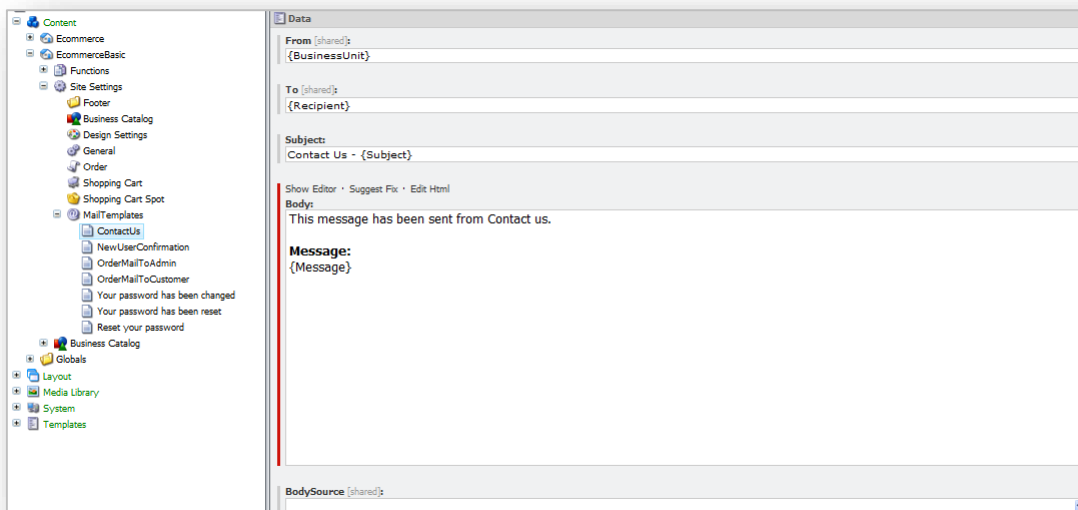 Content
Ecommerce
EcommerceBasic
Functions
Site Settings
Footer
Business Catalog
Design Settings
General
Order
Shopping Cart
Shopping Cart Spot
MailTemplates
ContactUs
NewUserConfirmation
OrderMailToAdmin
OrderMailToCustomer
Your password has been changed
Your password has been reset
Reset your password
Business Catalog
Globals
Layout
Media Library
System
Templates
Data
From [shared]:
{BusinessUnit}
To [shared]:
{Recipient}
Subject:
Contact Us - {Subject}
Show Editor · Suggest Fix · Edit Html
Body:
This message has been sent from Contact us.
Message:
{Message}
BodySource [shared]: